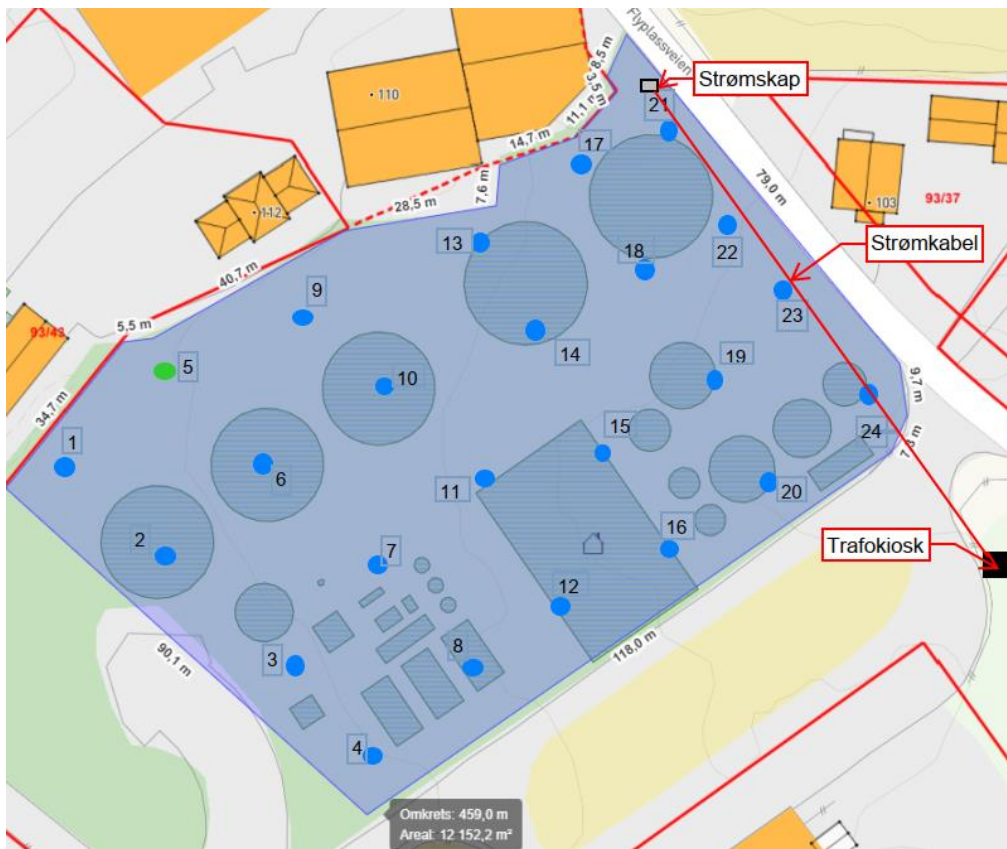 Flyplassveien
Strømskap
110
8,5 m
3,5 m
11,1 m
14,7 m
17
21
79,0 m
103
93/37
112
28,5 m
7,6 m
13
18
22
Strømkabel
40,7 m
9
23
5,5 m
93/43
5
14
19
9,7 m
34,7 m
10
1
15
24
6
11
20
2
7
16
Trafokiosk
12
3
8
118,0 m
90,1 m
4
Omkrets: 459,0 m
Areal: 12 152,2 m²